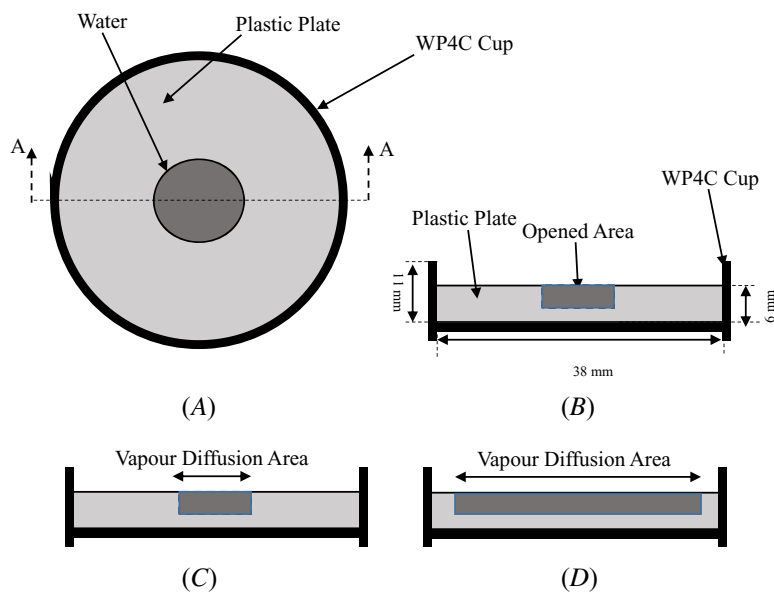 Water
Plastic Plate
WP4C Cup
A
A
(A)
WP4C Cup
Plastic Plate
Opened Area
11 mm
9 mm
38 mm
(B)
Vapour Diffusion Area
(C)
Vapour Diffusion Area
(D)